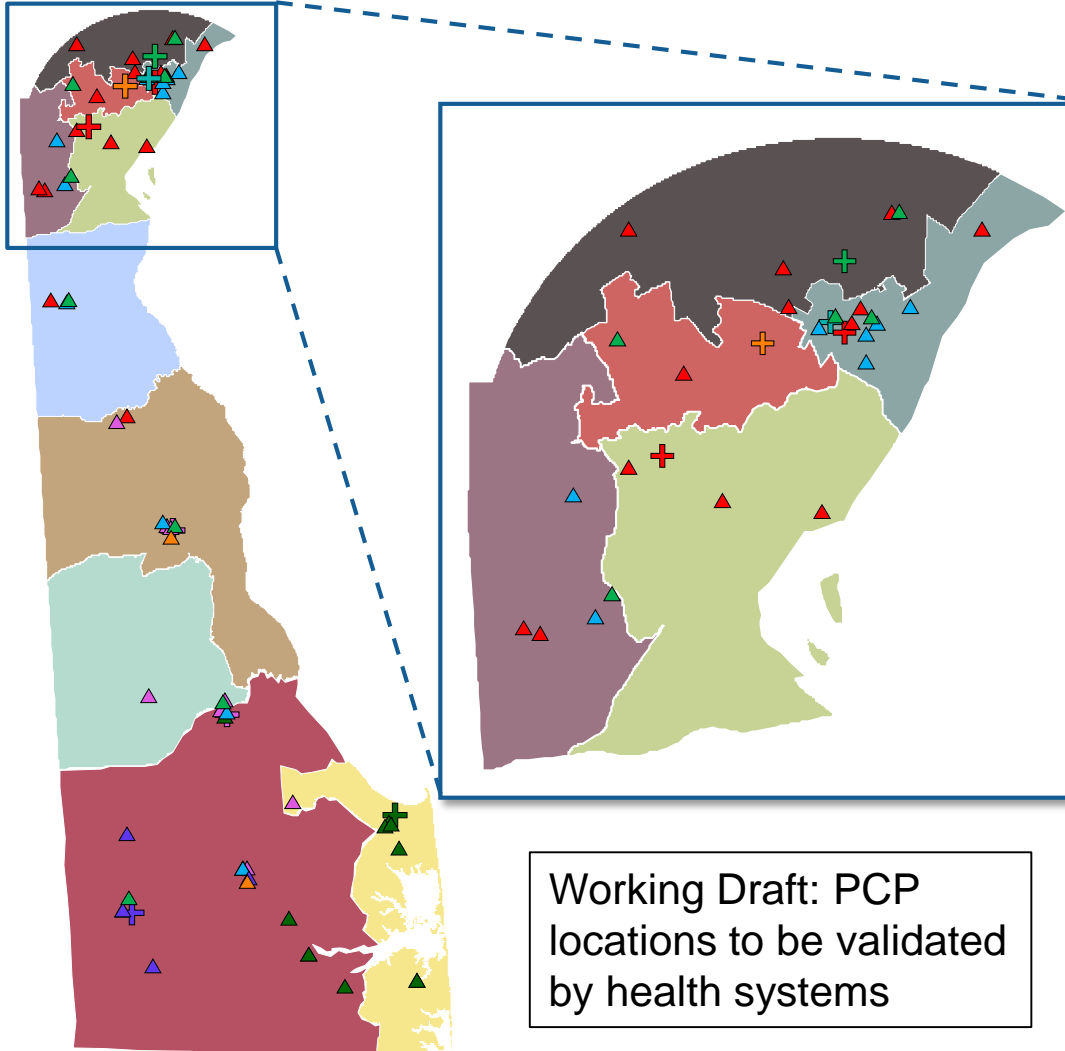 Working Draft: PCP
locations to be validated
by health systems